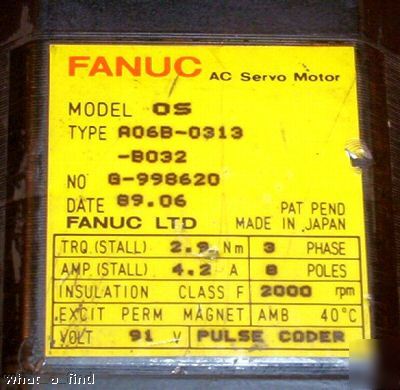 FANUC AC Servo Motor
MODEL 0S
TYPE A06B-0313
-B032
NO G-998620
DATE 89.06 PAT PEND
FANUC LTD MADE IN JAPAN
TRQ.(STALL) 2.9 Nm 3 PHASE
AMP.(STALL) 4.2 A 8 POLES
INSULATION CLASS F 2000 rpm
EXCIT PERM MAGNET AMB 40°C
VOLT 91 V PULSE CODER
what_a_find